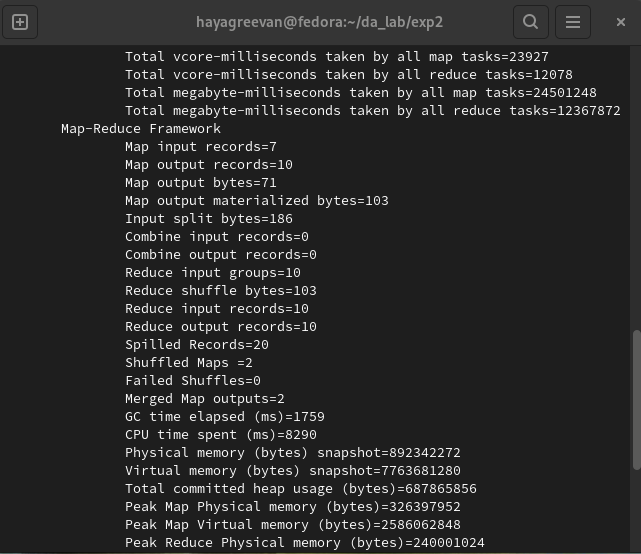 hayagreevan@fedora:~/da_lab/exp2
Total vcore-milliseconds taken by all map tasks=23927
Total vcore-milliseconds taken by all reduce tasks=12078
Total megabyte-milliseconds taken by all map tasks=24501248
Total megabyte-milliseconds taken by all reduce tasks=12367872
Map-Reduce Framework
Map input records=7
Map output records=10
Map output bytes=71
Map output materialized bytes=103
Input split bytes=186
Combine input records=0
Combine output records=0
Reduce input groups=10
Reduce shuffle bytes=103
Reduce input records=10
Reduce output records=10
Spilled Records=20
Shuffled Maps =2
Failed Shuffles=0
Merged Map outputs=2
GC time elapsed (ms)=1759
CPU time spent (ms)=8290
Physical memory (bytes) snapshot=892342272
Virtual memory (bytes) snapshot=7763681280
Total committed heap usage (bytes)=687865856
Peak Map Physical memory (bytes)=326397952
Peak Map Virtual memory (bytes)=2586062848
Peak Reduce Physical memory (bytes)=240001024